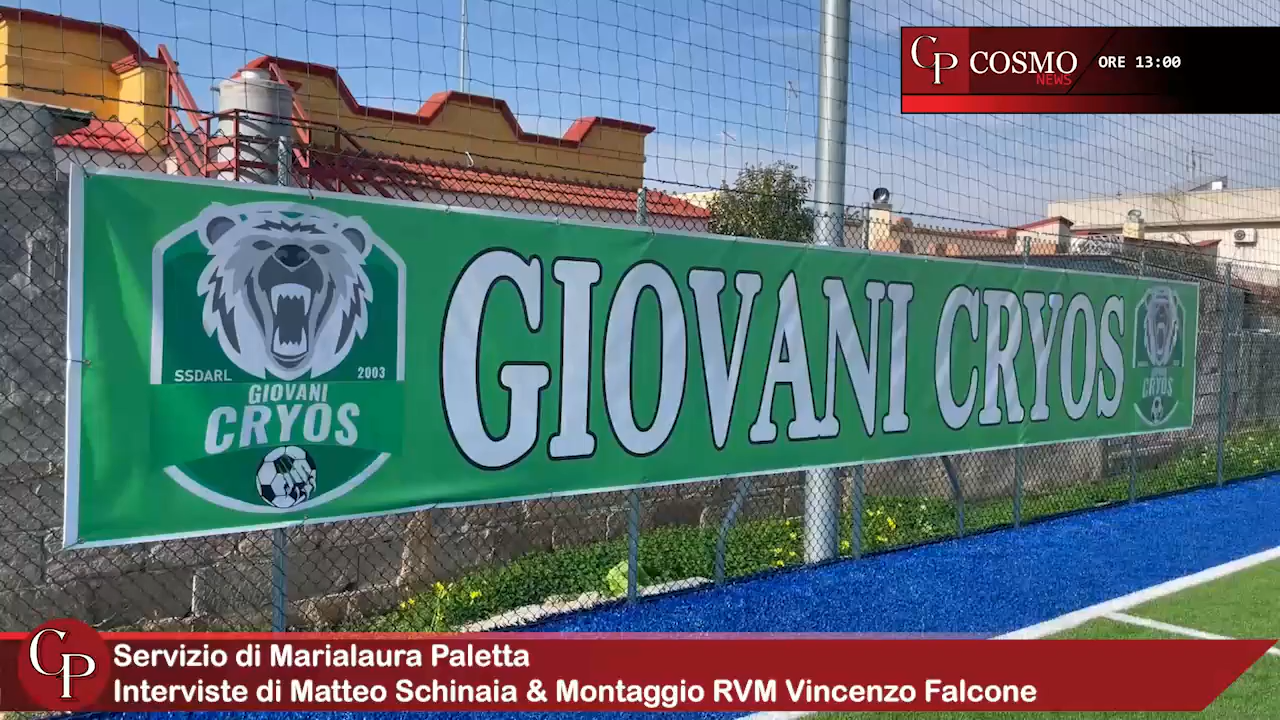 CP COSMO NEWS ORE 13:00
GIOVANI CRYOS
SSDARL 2003
GIOVANI
CRYOS
CRYOS
CP
Servizio di Marialaura Paletta
Interviste di Matteo Schinaia & Montaggio RVM Vincenzo Falcone